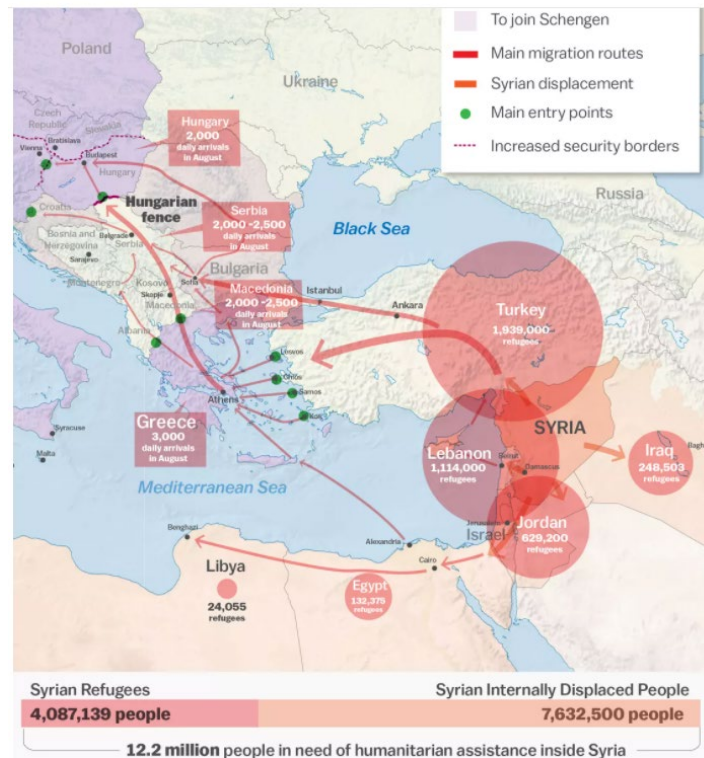 To join Schengen
Main migration routes
Syrian displacement
Main entry points
Increased security borders
Poland
Ukraine
Russia
Czech
Republic
Slovakia
Vienna
Bratislava
Budapest
Hungary
Hungary
2,000
daily arrivals
in August
Hungarian
fence
Croatia
Bosnia and
Herzegovina
Sarajevo
Belgrade
Serbia
Serbia
2,000 -2,500
daily arrivals
in August
Black Sea
Montenegro
Kosovo
Skopje
Macedonia
Sofia
Bulgaria
Macedonia
2,000 -2,500
daily arrivals
in August
Istanbul
Ankara
Turkey
1,939,000
refugees
Albania
Lesvos
Chios
Samos
Kos
Athens
Greece
3,000
daily arrivals
in August
Syracuse
Malta
Mediterranean Sea
SYRIA
Lebanon
1,114,000
refugees
Beirut
Damascus
Iraq
248,503
refugees
Bagh
Jordan
629,200
refugees
Jerusalem
Israel
Benghazi
Alexandria
Cairo
Libya
24,055
refugees
Egypt
132,375
refugees
Syrian Refugees
4,087,139 people
Syrian Internally Displaced People
7,632,500 people
12.2 million people in need of humanitarian assistance inside Syria